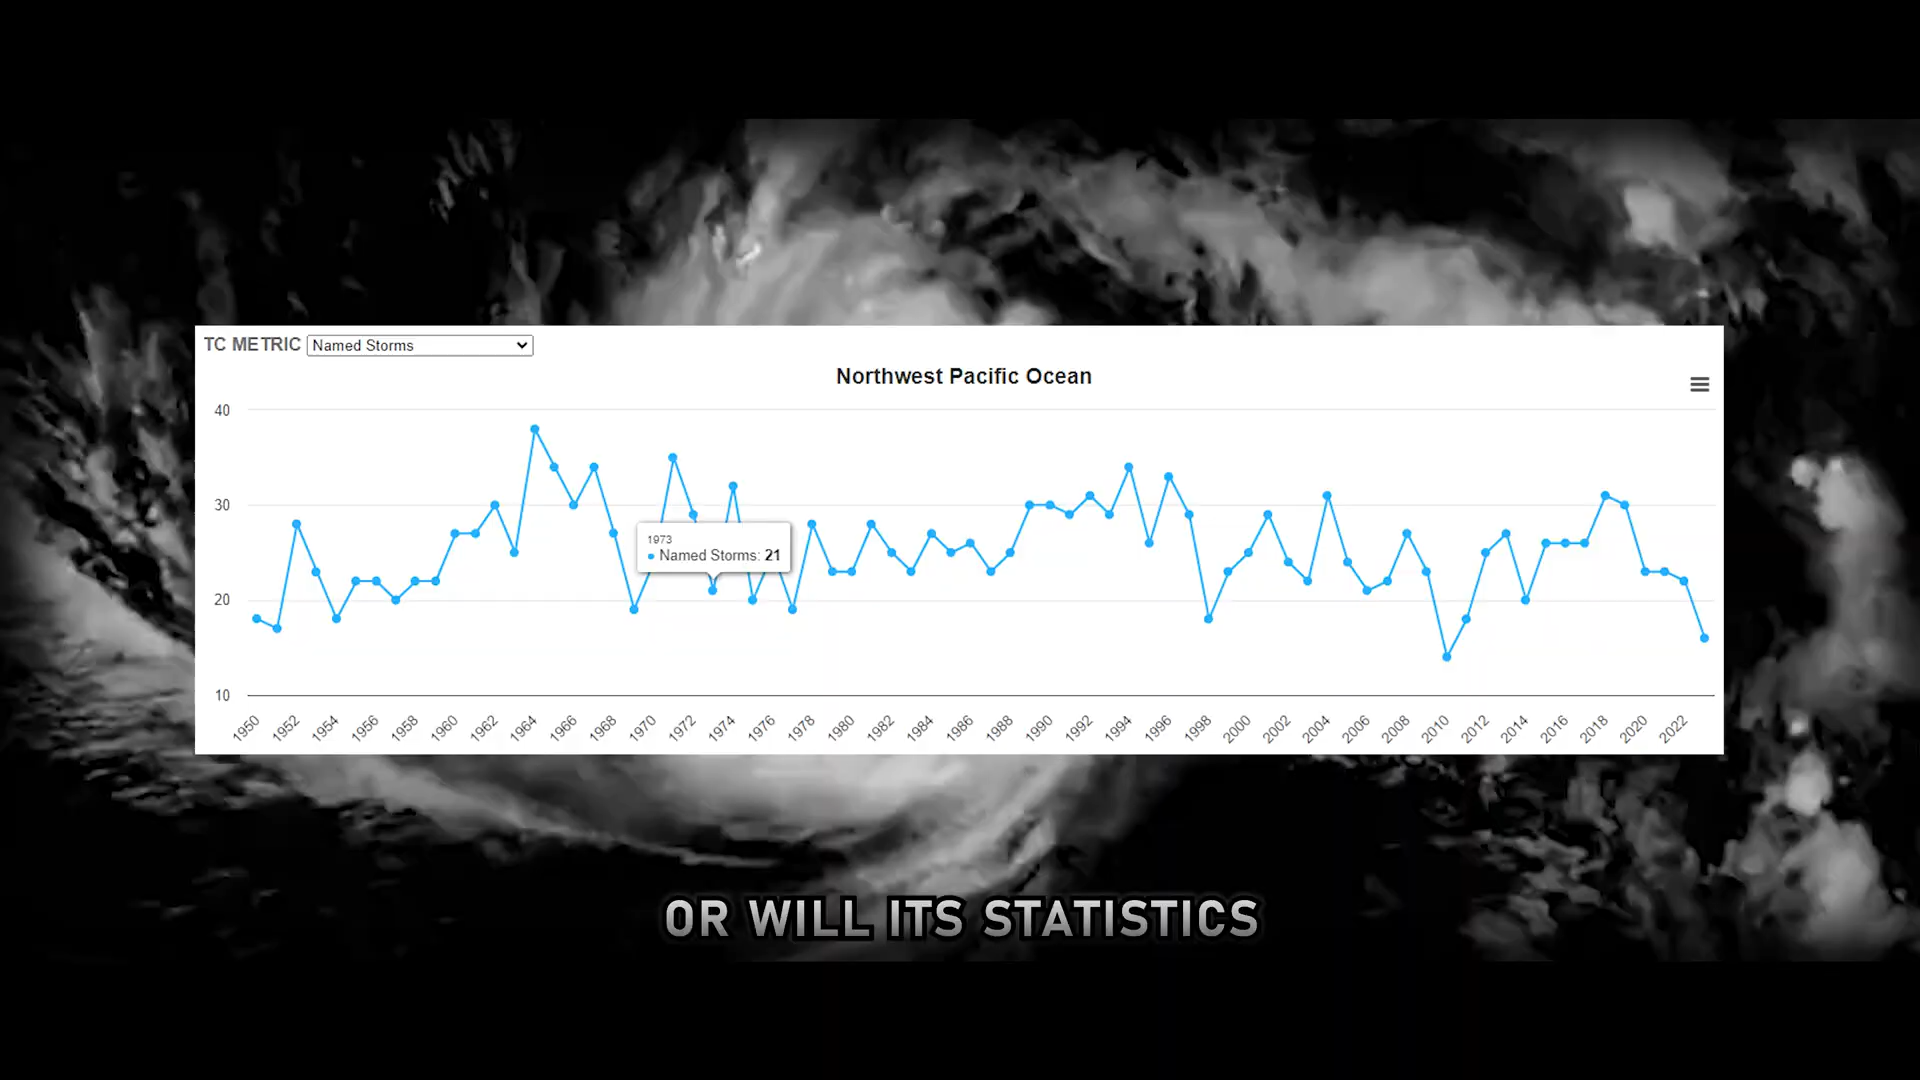 TC METRIC Named Storms
Northwest Pacific Ocean
40
30
20
10
1973
Named Storms: 21
1950 1952 1954 1956 1958 1960 1962 1964 1966 1968 1970 1972 1974 1976 1978 1980 1982 1984 1986 1988 1990 1992 1994 1996 1998 2000 2002 2004 2006 2008 2010 2012 2014 2016 2018 2020 2022
OR WILL ITS STATISTICS